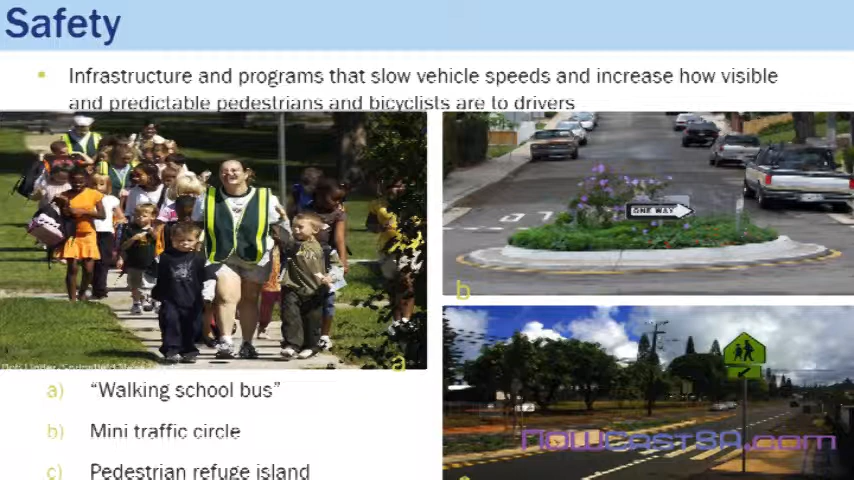 Safety
Infrastructure and programs that slow vehicle speeds and increase how visible
and predictable pedestrians and bicyclists are to drivers
ONE WAY
b
a
a) “Walking school bus”
b) Mini traffic circle
NOWCASTSA.com
c) Pedestrian refuge island